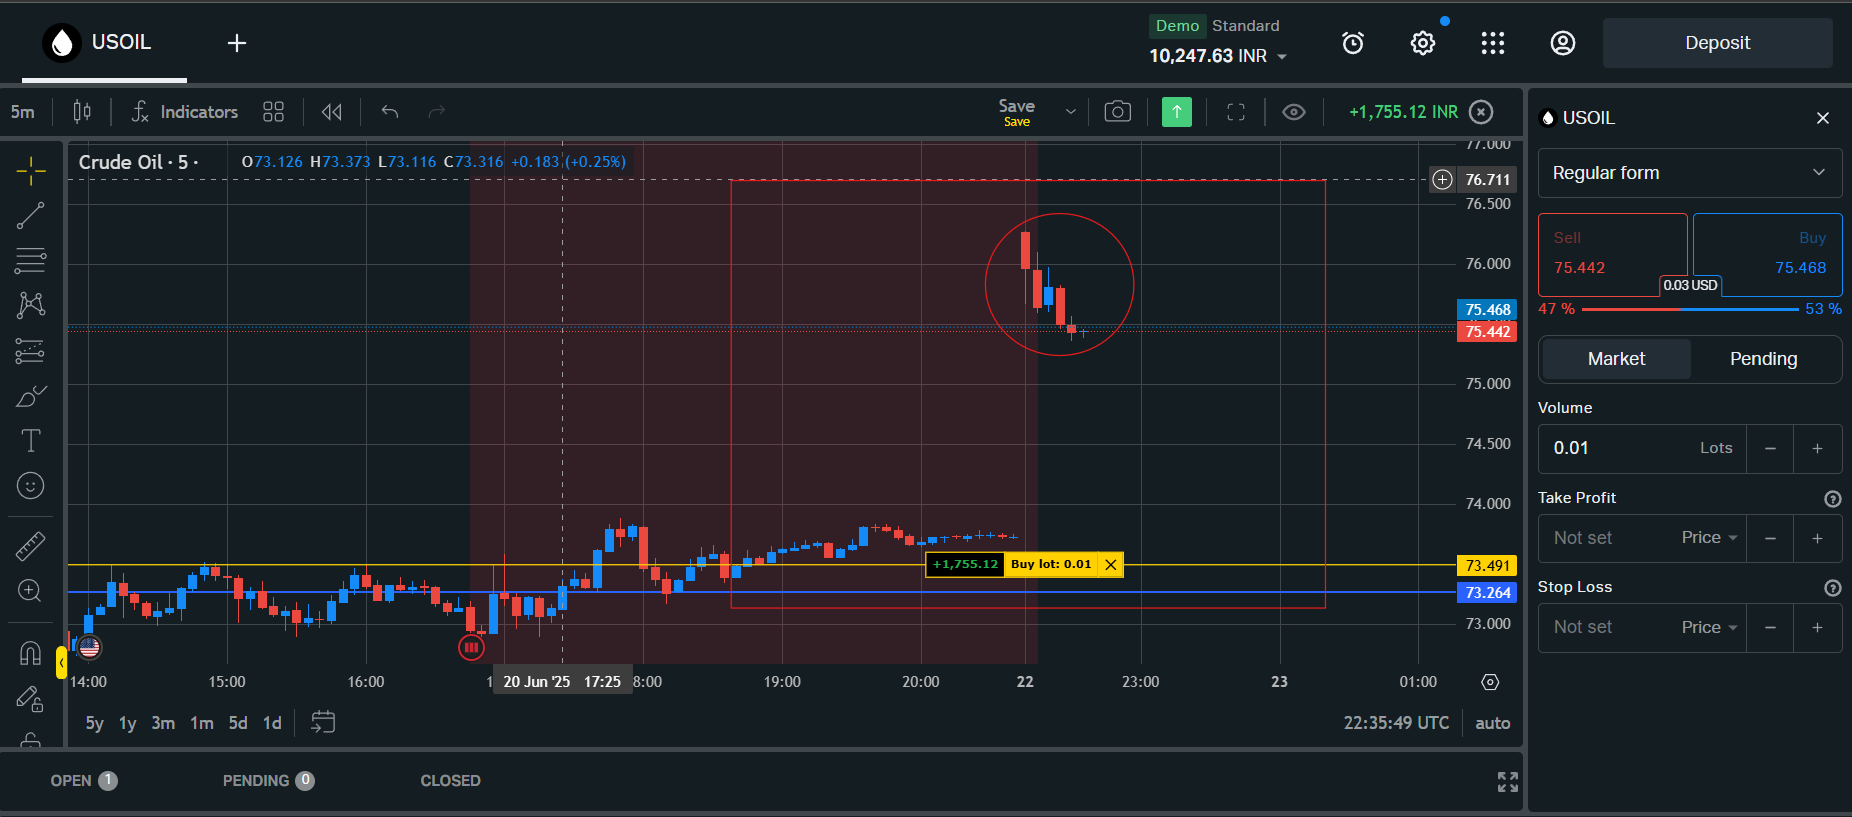 USOIL
Demo Standard
10,247.63 INR
Deposit
5m
Indicators
Save
Save
+1,755.12 INR
USOIL
Crude Oil · 5 ·
O73.126 H73.373 L73.116 C73.316 +0.183 (+0.25%)
77.000
76.711
76.500
76.000
75.468
75.442
75.000
74.500
74.000
73.491
73.264
73.000
+1,755.12 Buy lot: 0.01
14:00 15:00 16:00 20 Jun '25 17:25 8:00 19:00 20:00 22 23:00 23 01:00
5y 1y 3m 1m 5d 1d
22:35:49 UTC auto
Regular form
Sell Buy
75.442 75.468
0.03 USD
47 % 53 %
Market Pending
Volume
0.01 Lots
Take Profit
Not set Price
Stop Loss
Not set Price
OPEN 1 PENDING 0 CLOSED